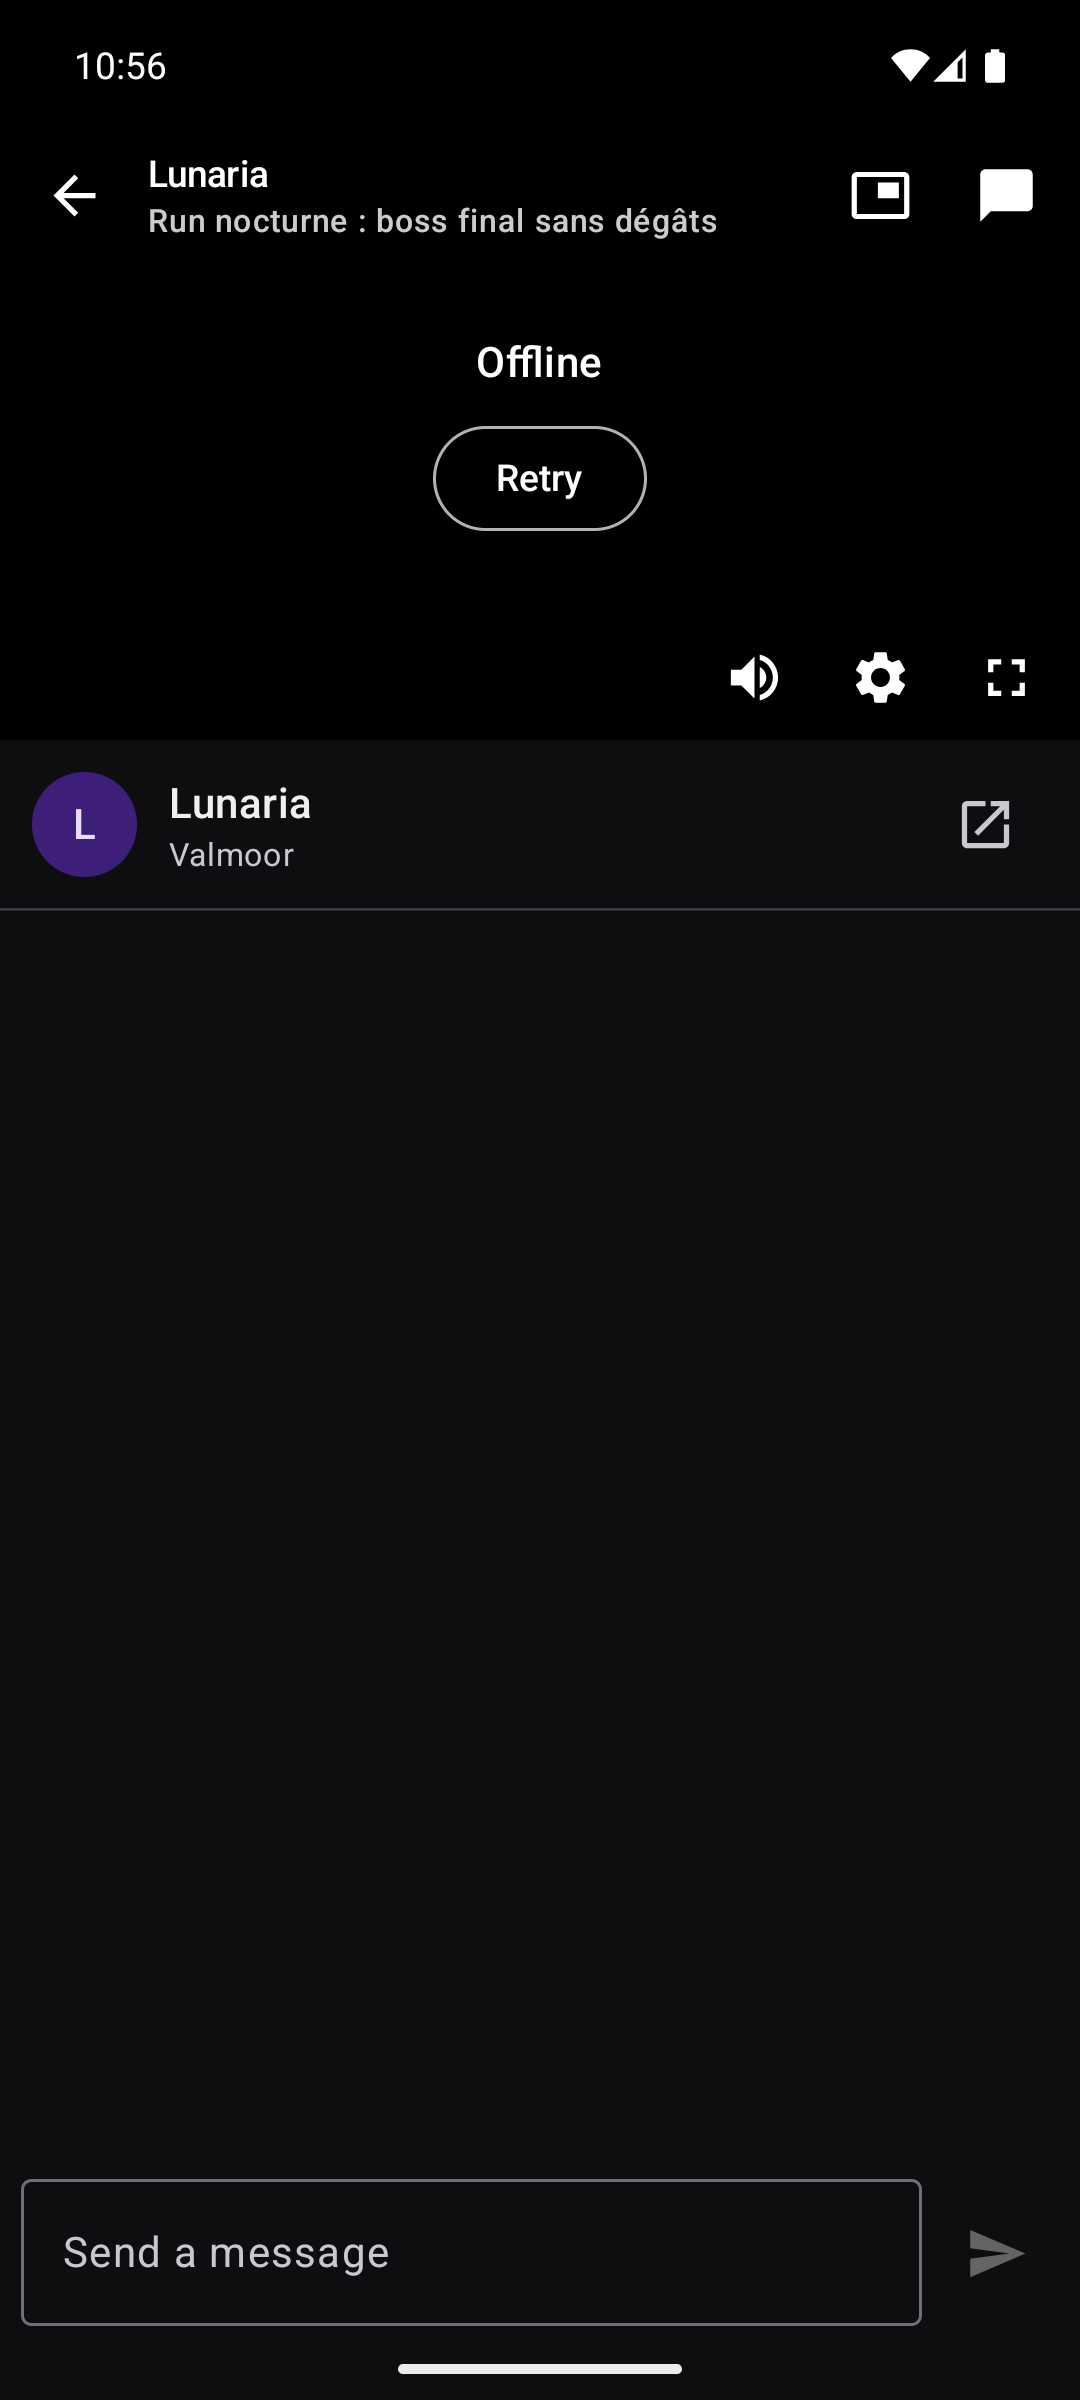 10:56
Lunaria
Run nocturne : boss final sans dégâts
Offline
Retry
L
Lunaria
Valmoor
Send a message